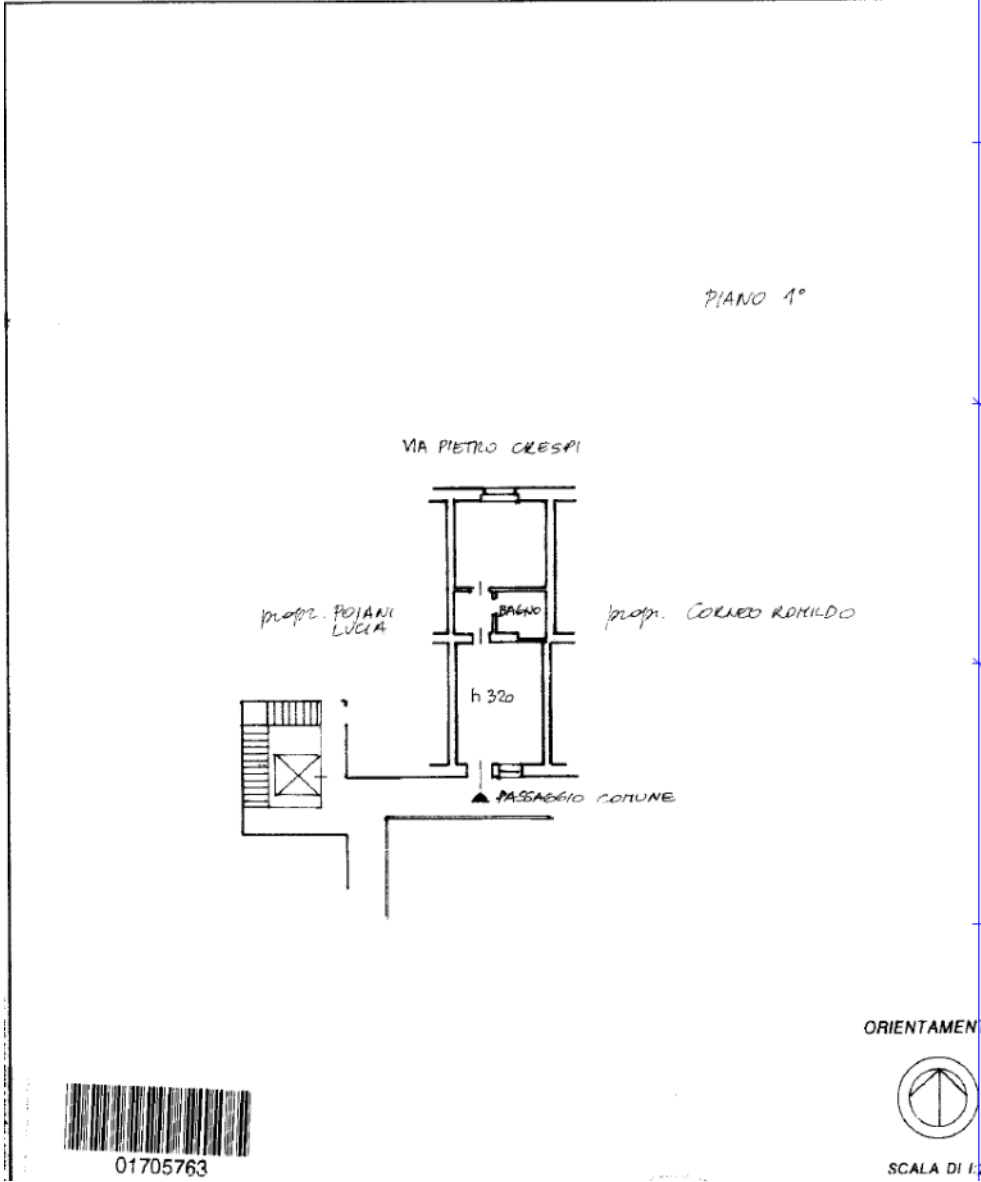 PIANO 1°
VIA PIETRO CRESPI
propr. POIANI
LUCIA
BAGNO
propr. CORNEO ROMILDO
h 320
PASSAGGIO COMUNE
ORIENTAMEN
01705763
SCALA DI 1: